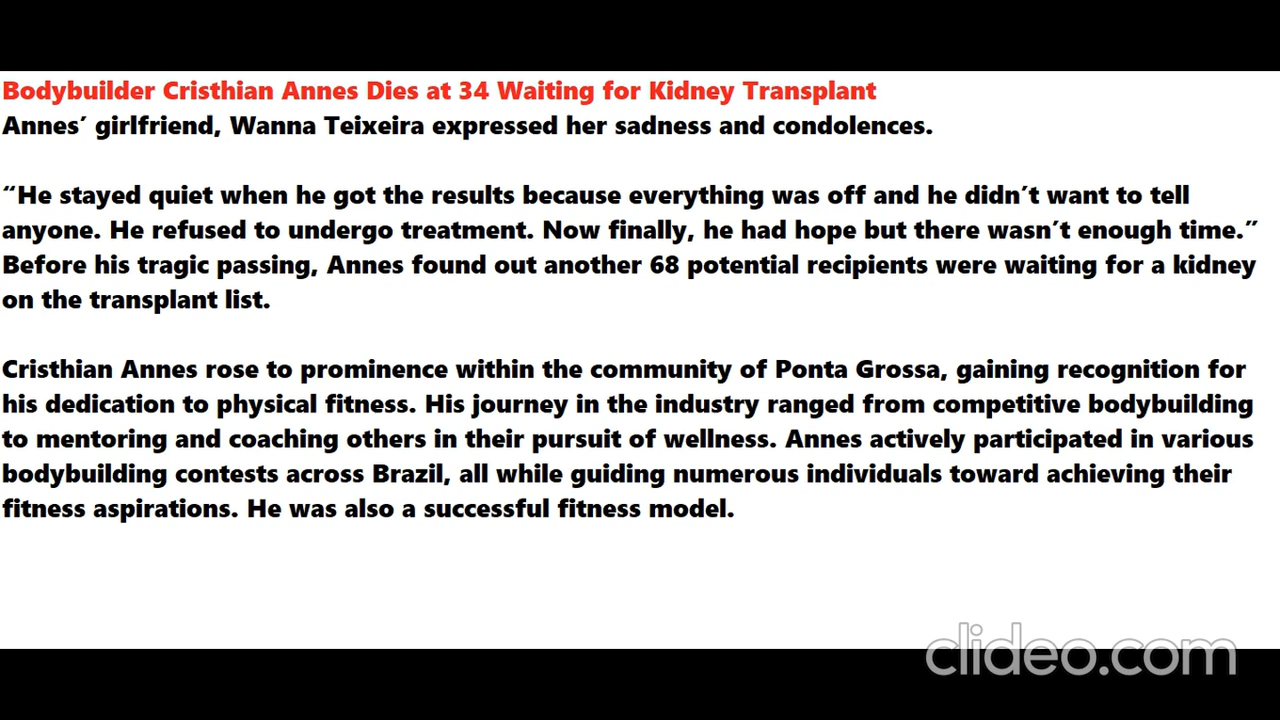 Bodybuilder Cristhian Annes Dies at 34 Waiting for Kidney Transplant
Annes’ girlfriend, Wanna Teixeira expressed her sadness and condolences.
“He stayed quiet when he got the results because everything was off and he didn’t want to tell
anyone. He refused to undergo treatment. Now finally, he had hope but there wasn’t enough time.”
Before his tragic passing, Annes found out another 68 potential recipients were waiting for a kidney
on the transplant list.
Cristhian Annes rose to prominence within the community of Ponta Grossa, gaining recognition for
his dedication to physical fitness. His journey in the industry ranged from competitive bodybuilding
to mentoring and coaching others in their pursuit of wellness. Annes actively participated in various
bodybuilding contests across Brazil, all while guiding numerous individuals toward achieving their
fitness aspirations. He was also a successful fitness model.
clideo.com